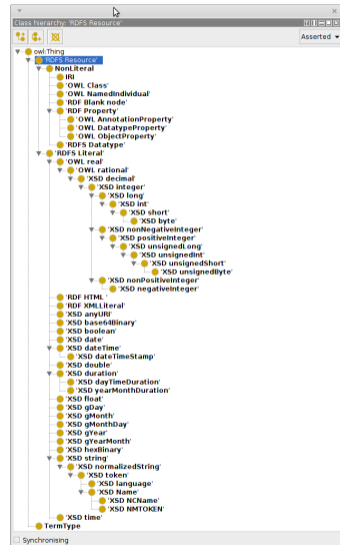 Class hierarchy: 'RDFS Resource'
Asserted
owl:Thing
'RDFS Resource'
NonLiteral
IRI
'OWL Class'
'OWL NamedIndividual'
'RDF Blank node'
'RDF Property'
'OWL AnnotationProperty'
'OWL DatatypeProperty'
'OWL ObjectProperty'
'RDFS Datatype'
'RDFS Literal'
'OWL real'
'OWL rational'
'XSD decimal'
'XSD integer'
'XSD long'
'XSD int'
'XSD short'
'XSD byte'
'XSD nonNegativeInteger'
'XSD positiveInteger'
'XSD unsignedLong'
'XSD unsignedInt'
'XSD unsignedShort'
'XSD unsignedByte'
'XSD nonPositiveInteger'
'XSD negativeInteger'
'RDF HTML '
'RDF XMLLiteral'
'XSD anyURI'
'XSD base64Binary'
'XSD boolean'
'XSD date'
'XSD dateTime'
'XSD dateTimeStamp'
'XSD double'
'XSD duration'
'XSD dayTimeDuration'
'XSD yearMonthDuration'
'XSD float'
'XSD gDay'
'XSD gMonth'
'XSD gMonthDay'
'XSD gYear'
'XSD gYearMonth'
'XSD hexBinary'
'XSD string'
'XSD normalizedString'
'XSD token'
'XSD language'
'XSD Name'
'XSD NCName'
'XSD NMTOKEN'
'XSD time'
TermType
Synchronising